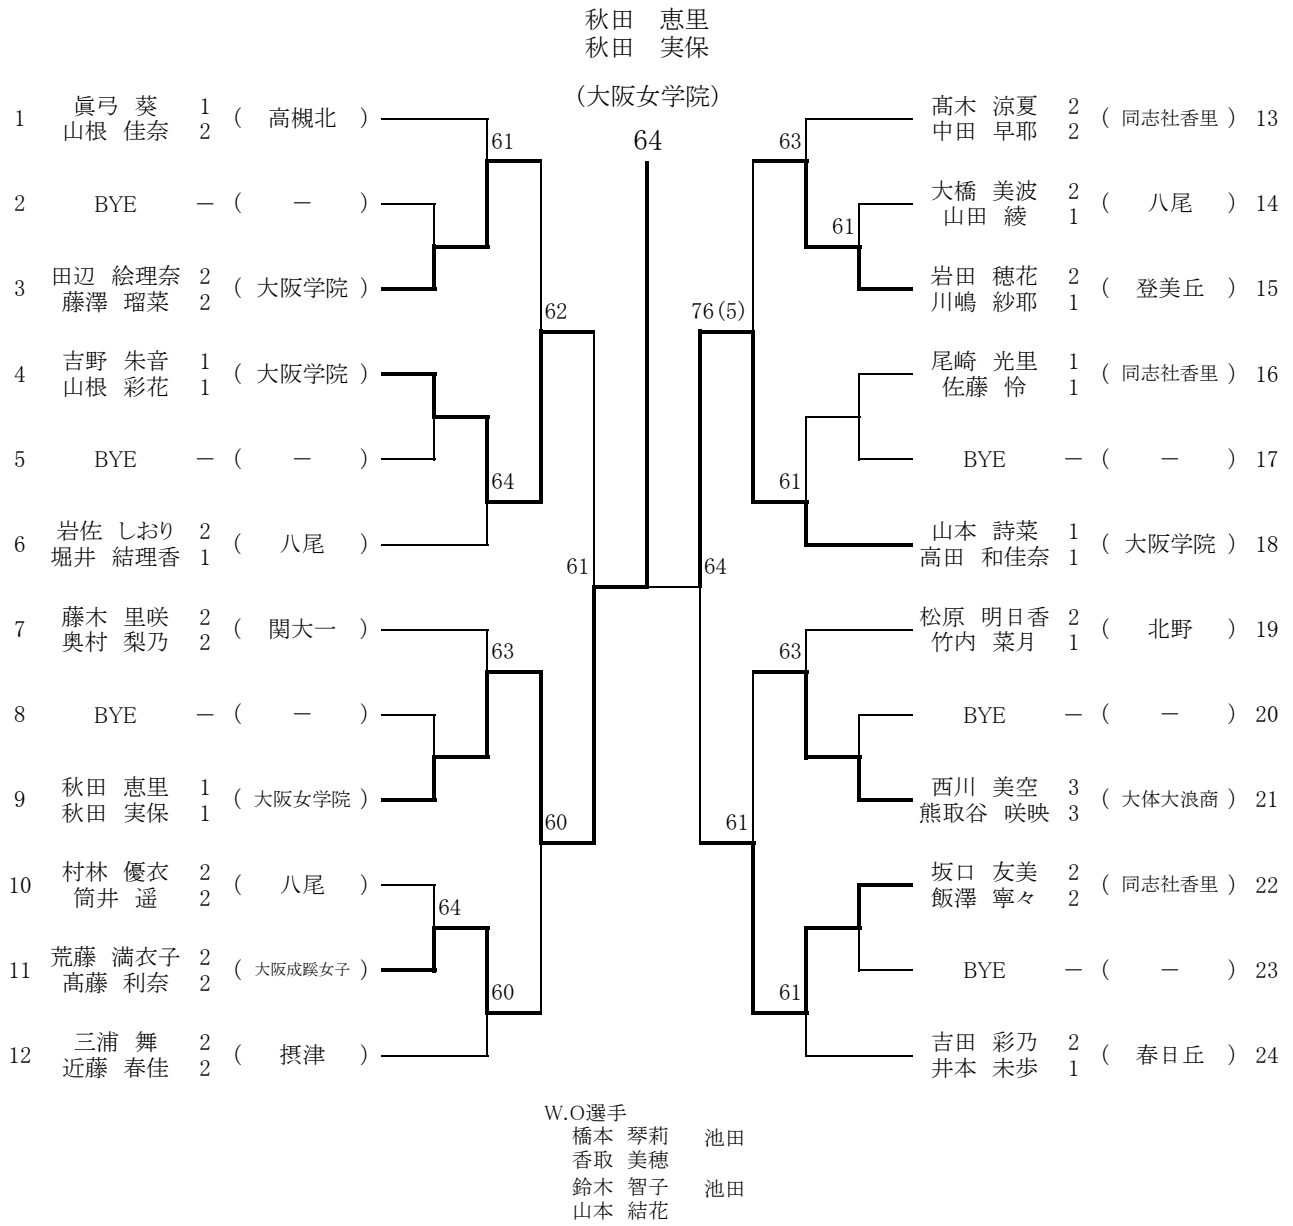 秋田 恵里
秋田 実保
(大阪女学院)
64
1 眞弓 葵 1 ( 高槻北 )
山根 佳奈 2
61
2 BYE － ( － )
3 田辺 絵理奈 2 ( 大阪学院 )
藤澤 瑠菜 2
62
4 吉野 朱音 1 ( 大阪学院 )
山根 彩花 1
5 BYE － ( － )
64
6 岩佐 しおり 2 ( 八尾 )
堀井 結理香 1
61
7 藤木 里咲 2 ( 関大一 )
奥村 梨乃 2
63
8 BYE － ( － )
9 秋田 恵里 1 ( 大阪女学院 )
秋田 実保 1
60
10 村林 優衣 2 ( 八尾 )
筒井 遥 2
64
11 荒藤 満衣子 2 ( 大阪成蹊女子 )
髙藤 利奈 2
60
12 三浦 舞 2 ( 摂津 )
近藤 春佳 2
髙木 涼夏 2 ( 同志社香里 ) 13
中田 早耶 2
63
大橋 美波 2 ( 八尾 ) 14
山田 綾 1
61
岩田 穂花 2 ( 登美丘 ) 15
川嶋 紗耶 1
76(5)
尾崎 光里 1 ( 同志社香里 ) 16
佐藤 怜 1
BYE － ( － ) 17
61
山本 詩菜 1 ( 大阪学院 ) 18
高田 和佳奈 1
64
松原 明日香 2 ( 北野 ) 19
竹内 菜月 1
63
BYE － ( － ) 20
西川 美空 3 ( 大体大浪商 ) 21
熊取谷 咲映 3
61
坂口 友美 2 ( 同志社香里 ) 22
飯澤 寧々 2
BYE － ( － ) 23
61
吉田 彩乃 2 ( 春日丘 ) 24
井本 未歩 1
W.O選手
橋本 琴莉 池田
香取 美穂
鈴木 智子 池田
山本 結花